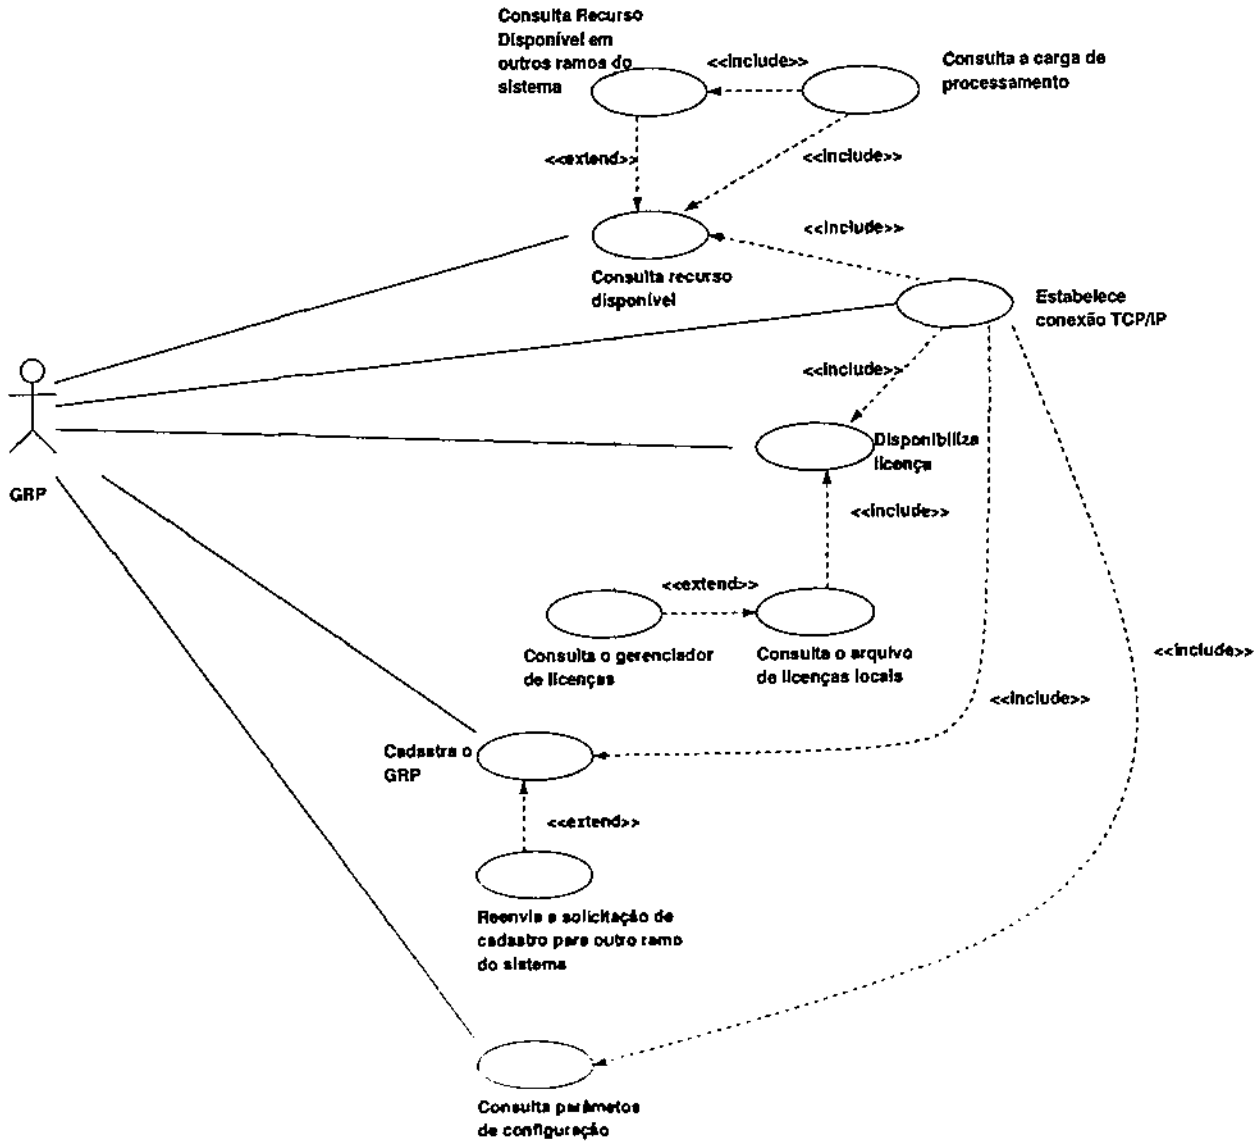 Consulta Recurso
Disponível em
outros ramos do
sistema
<<include>>
Consulta a carga de
processamento
<<extend>>
<<include>>
<<include>>
Consulta recurso
disponível
Estabelece
conexão TCP/IP
<<include>>
Disponibiliza
licença
GRP
<<include>>
<<extend>>
Consulta o gerenciador
de licenças
Consulta o arquivo
de licenças locais
<<include>>
<<include>>
Cadastra o
GRP
<<extend>>
Reenvia a solicitação de
cadastro para outro ramo
do sistema
Consulta parâmetos
de configuração